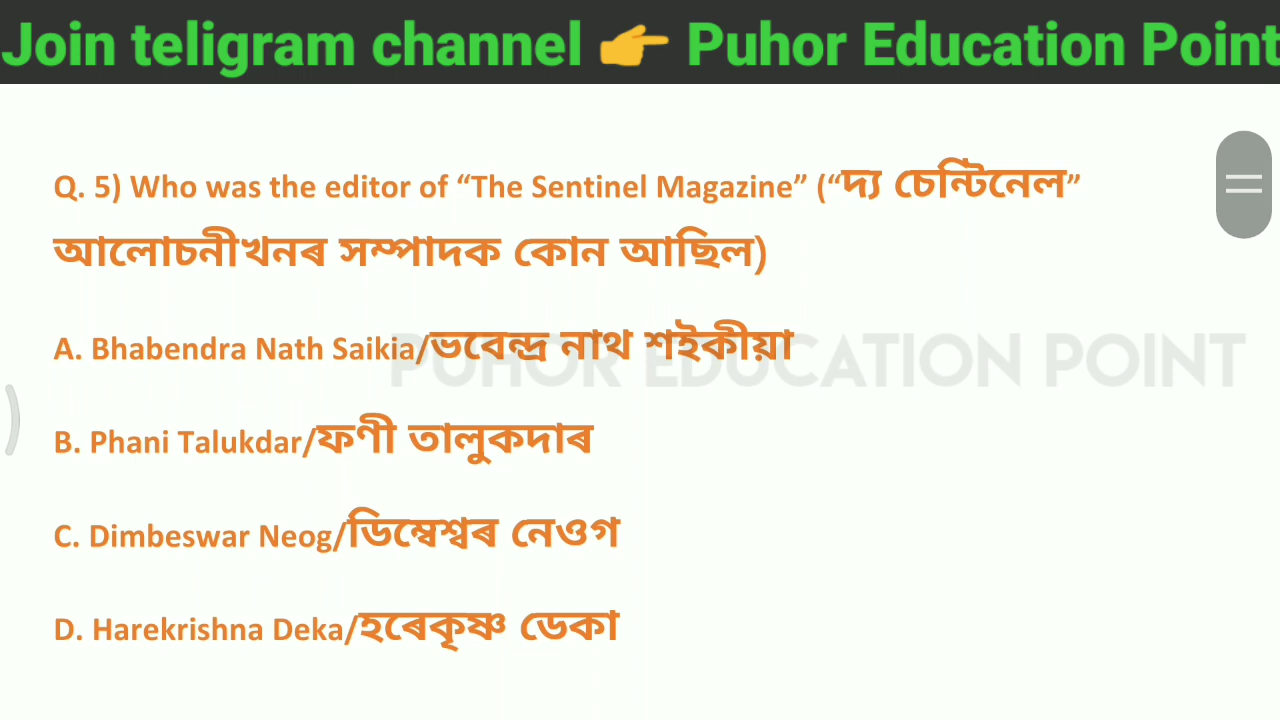 Join teligram channel 👉 Puhor Education Point
Q. 5) Who was the editor of “The Sentinel Magazine” (“দ্য চেন্টিনেল”
আলোচনীখনৰ সম্পাদক কোন আছিল)
A. Bhabendra Nath Saikia/ভবেন্দ্ৰ নাথ শইকীয়া
PUHOR EDUCATION POINT
B. Phani Talukdar/ফণী তালুকদাৰ
C. Dimbeswar Neog/ডিম্বেশ্বৰ নেওগ
D. Harekrishna Deka/হৰেকৃষ্ণ ডেকা